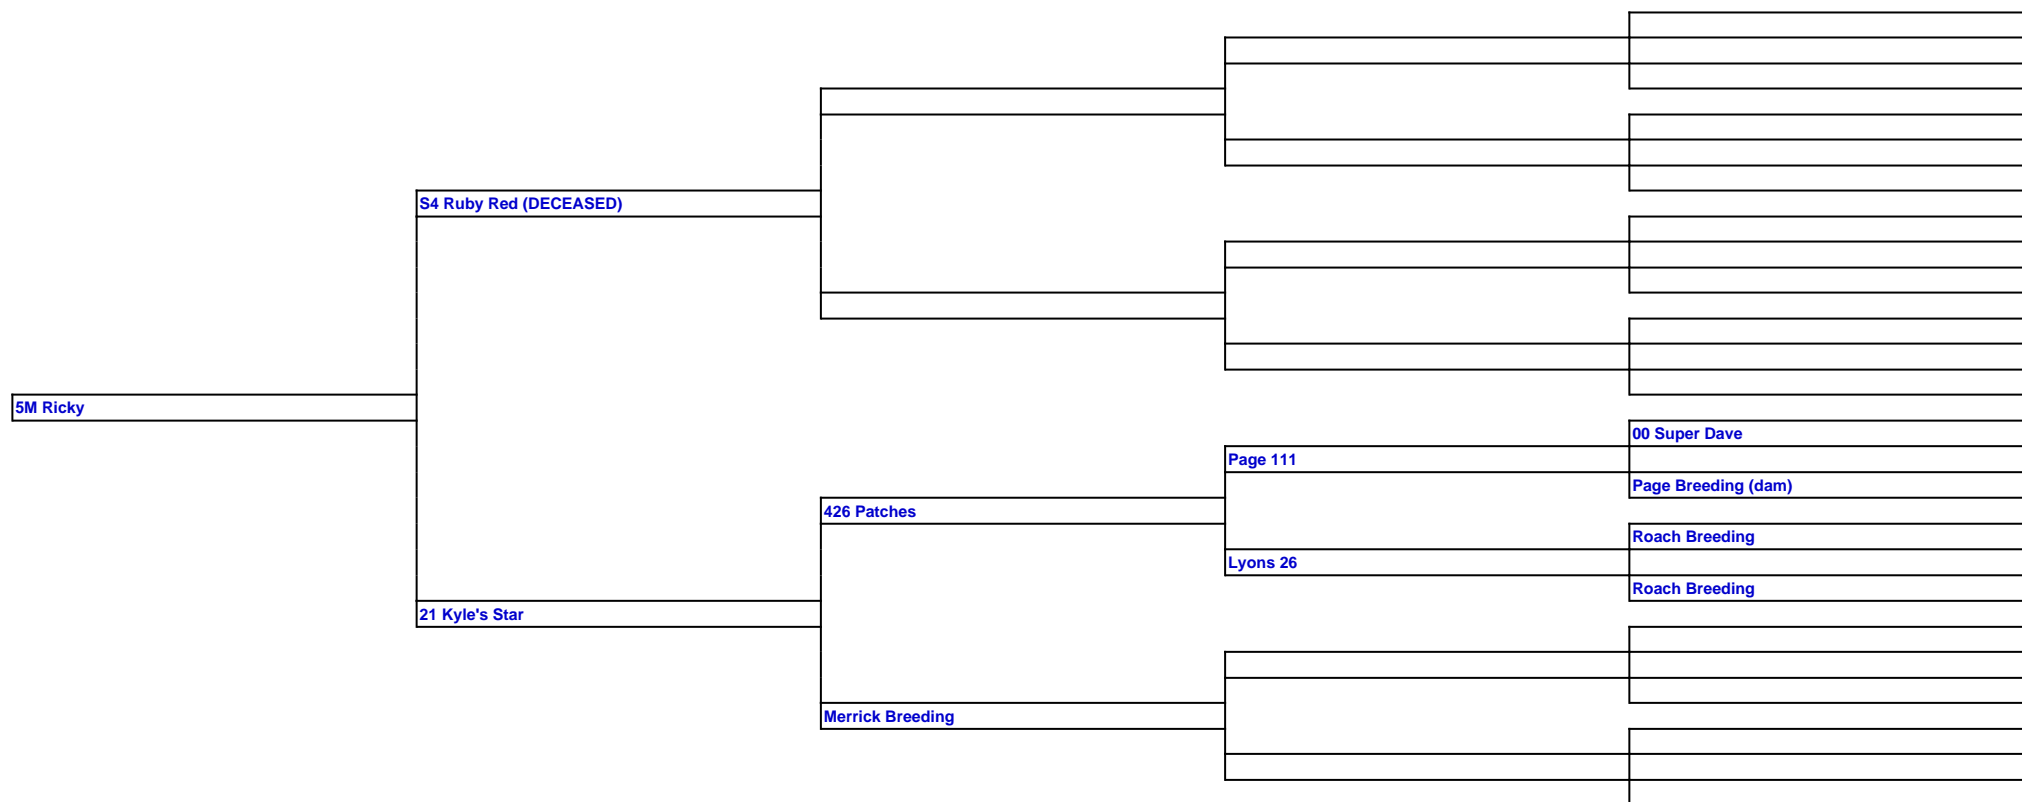 S4 Ruby Red (DECEASED)
5M Ricky
00 Super Dave
Page 111
Page Breeding (dam)
426 Patches
Roach Breeding
Lyons 26
Roach Breeding
21 Kyle's Star
Merrick Breeding